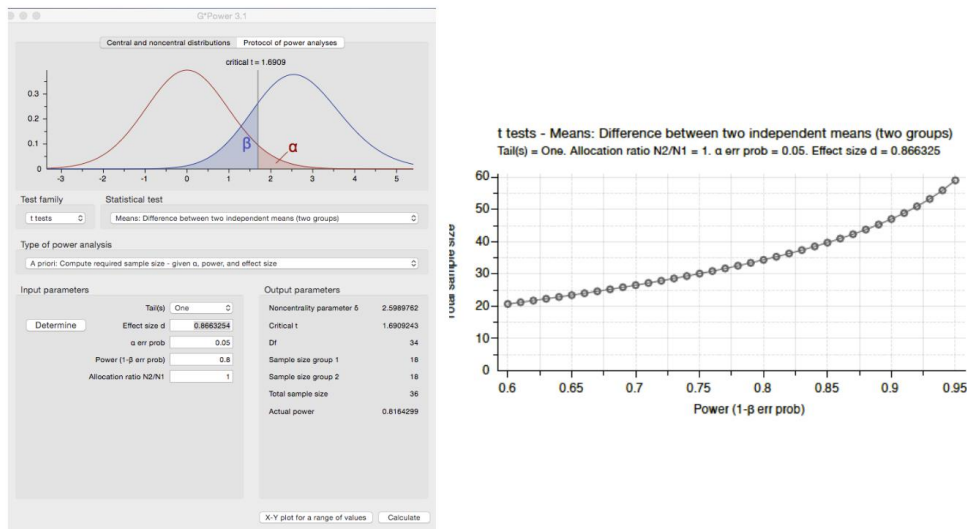 G*Power 3.1
Central and noncentral distributions Protocol of power analyses
critical t = 1.6909
0.3
0.2
0.1
0
β
α
-3 -2 -1 0 1 2 3 4 5
Test family Statistical test
t tests Means: Difference between two independent means (two groups)
Type of power analysis
A priori: Compute required sample size - given α, power, and effect size
Input parameters
Tail(s) One
Determine Effect size d 0.8663254
α err prob 0.05
Power (1-β err prob) 0.8
Allocation ratio N2/N1 1
Output parameters
Noncentrality parameter δ 2.5989762
Critical t 1.6909243
Df 34
Sample size group 1 18
Sample size group 2 18
Total sample size 36
Actual power 0.8164299
X-Y plot for a range of values Calculate
t tests - Means: Difference between two independent means (two groups)
Tail(s) = One. Allocation ratio N2/N1 = 1. α err prob = 0.05. Effect size d = 0.866325
Total sample size
60
50
40
30
20
10
0
0.6 0.65 0.7 0.75 0.8 0.85 0.9 0.95
Power (1-β err prob)